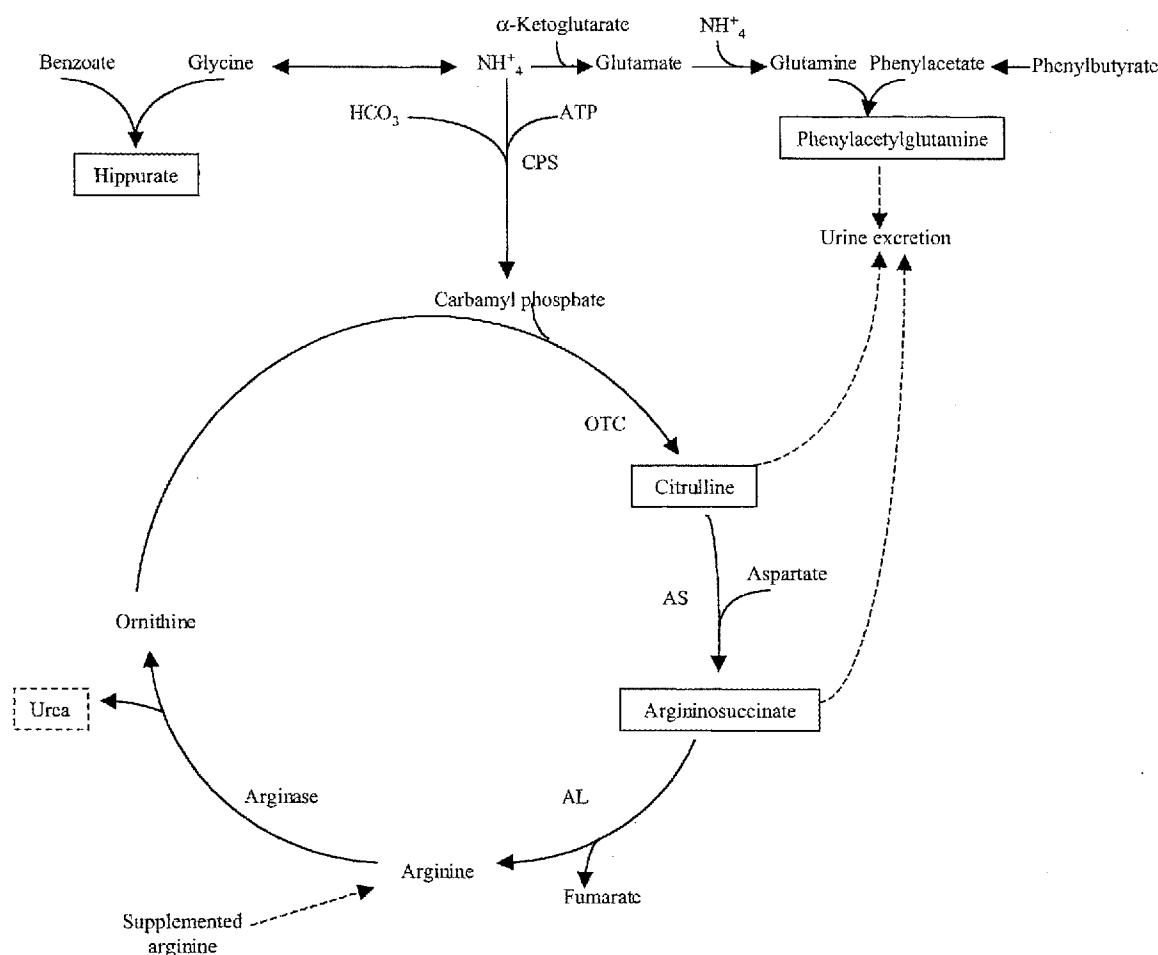 α-Ketoglutarate
NH⁺₄
Benzoate
Glycine
NH⁺₄
Glutamate
Glutamine
Phenylacetate
Phenylbutyrate
HCO₃
ATP
CPS
Hippurate
Phenylacetylglutamine
Urine excretion
Carbamyl phosphate
OTC
Citrulline
Aspartate
AS
Ornithine
Urea
Argininosuccinate
Arginase
AL
Arginine
Fumarate
Supplemented
arginine